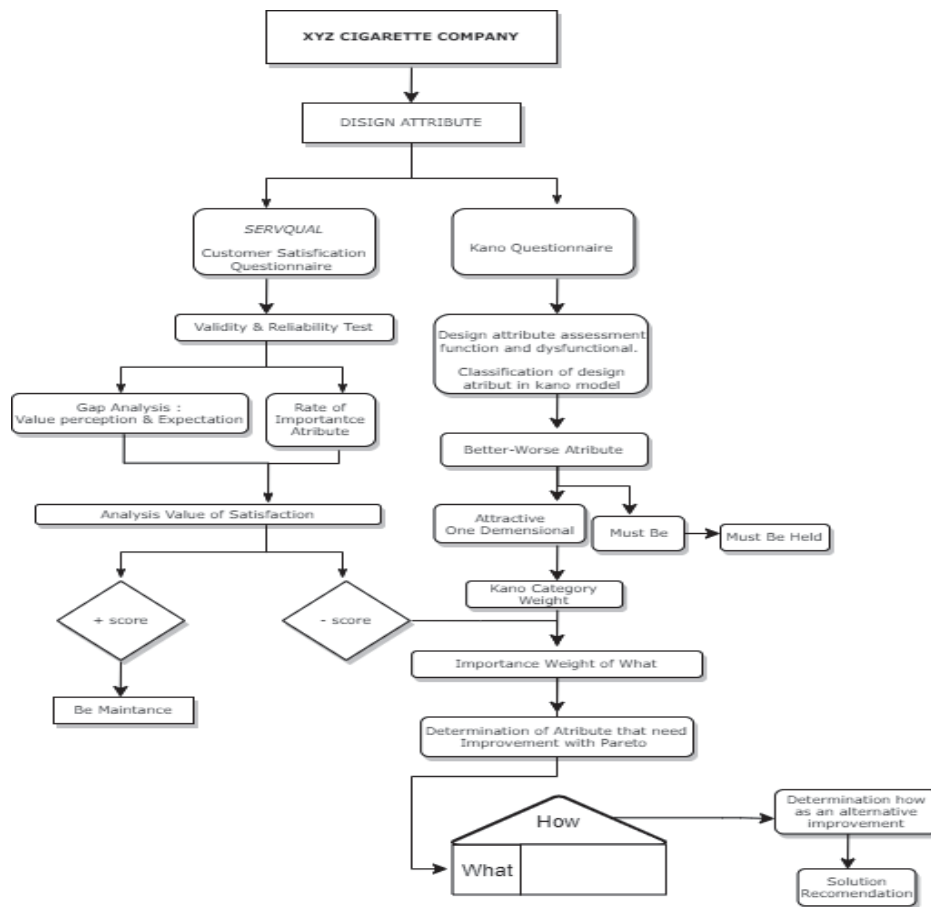 XYZ CIGARETTE COMPANY
DISIGN ATTRIBUTE
SERVQUAL
Customer Satisfication
Questionnaire
Kano Questionnaire
Validity & Reliability Test
Design attribute assessment
function and dysfunctional.
Classification of design
atribut in kano model
Gap Analysis :
Value perception & Expectation
Rate of
Importantce
Atribute
Better-Worse Atribute
Analysis Value of Satisfaction
Attractive
One Demensional
Must Be
Must Be Held
Kano Category
Weight
+ score
- score
Importance Weight of What
Be Maintance
Determination of Atribute that need
Improvement with Pareto
How
What
Determination how
as an alternative
improvement
Solution
Recomendation